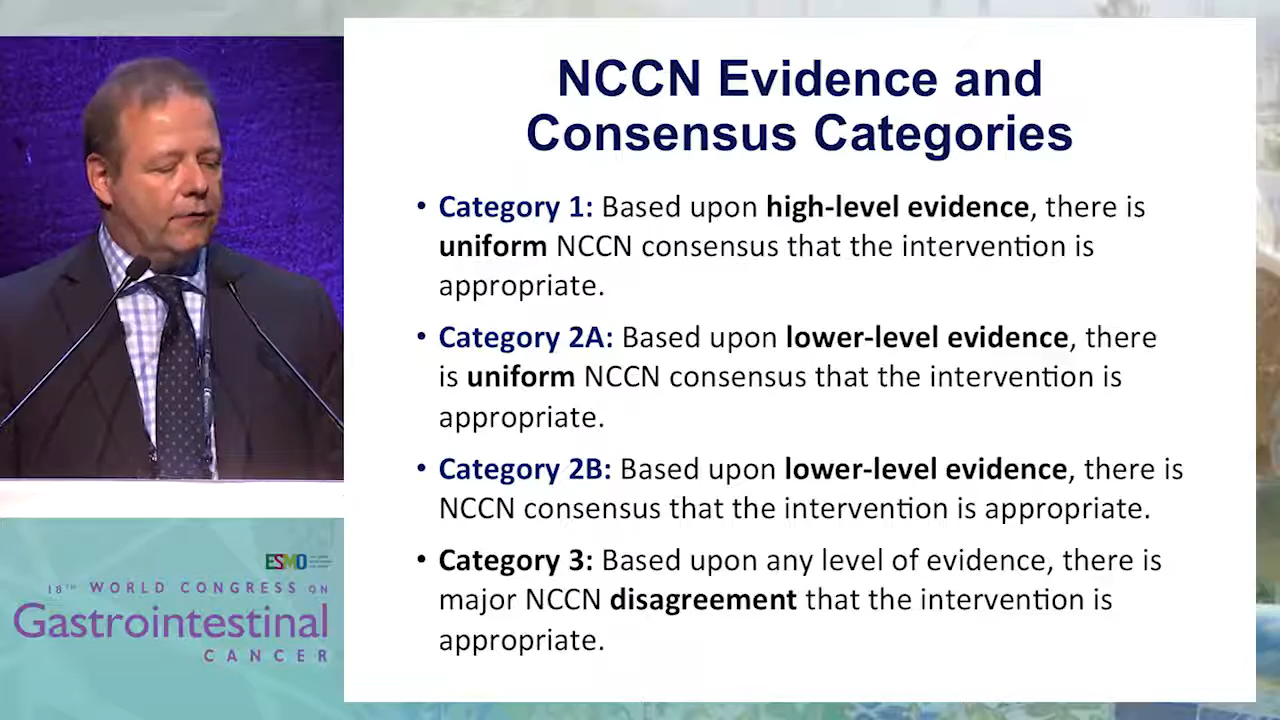 NCCN Evidence and
Consensus Categories
• Category 1: Based upon high-level evidence, there is
uniform NCCN consensus that the intervention is
appropriate.
• Category 2A: Based upon lower-level evidence, there
is uniform NCCN consensus that the intervention is
appropriate.
• Category 2B: Based upon lower-level evidence, there is
NCCN consensus that the intervention is appropriate.
• Category 3: Based upon any level of evidence, there is
major NCCN disagreement that the intervention is
appropriate.
ESMO
18TH WORLD CONGRESS ON
Gastrointestinal
CANCER